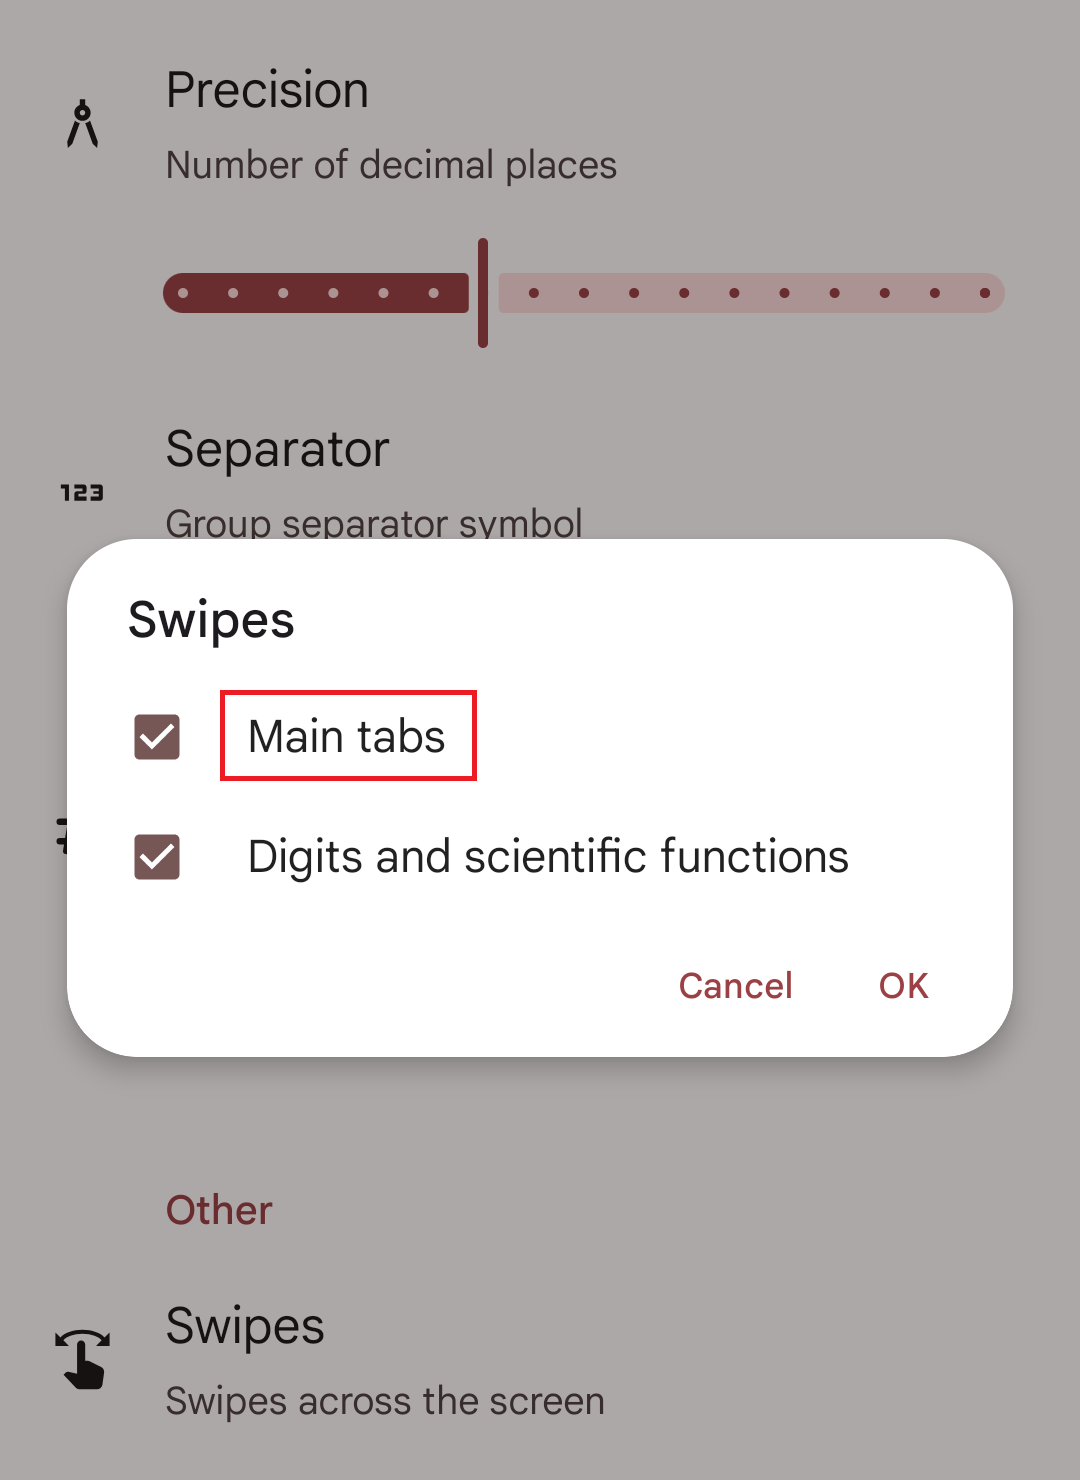 Precision
Number of decimal places
Separator
123
Group separator symbol
Swipes
Main tabs
Digits and scientific functions
Cancel
OK
Other
Swipes
Swipes across the screen